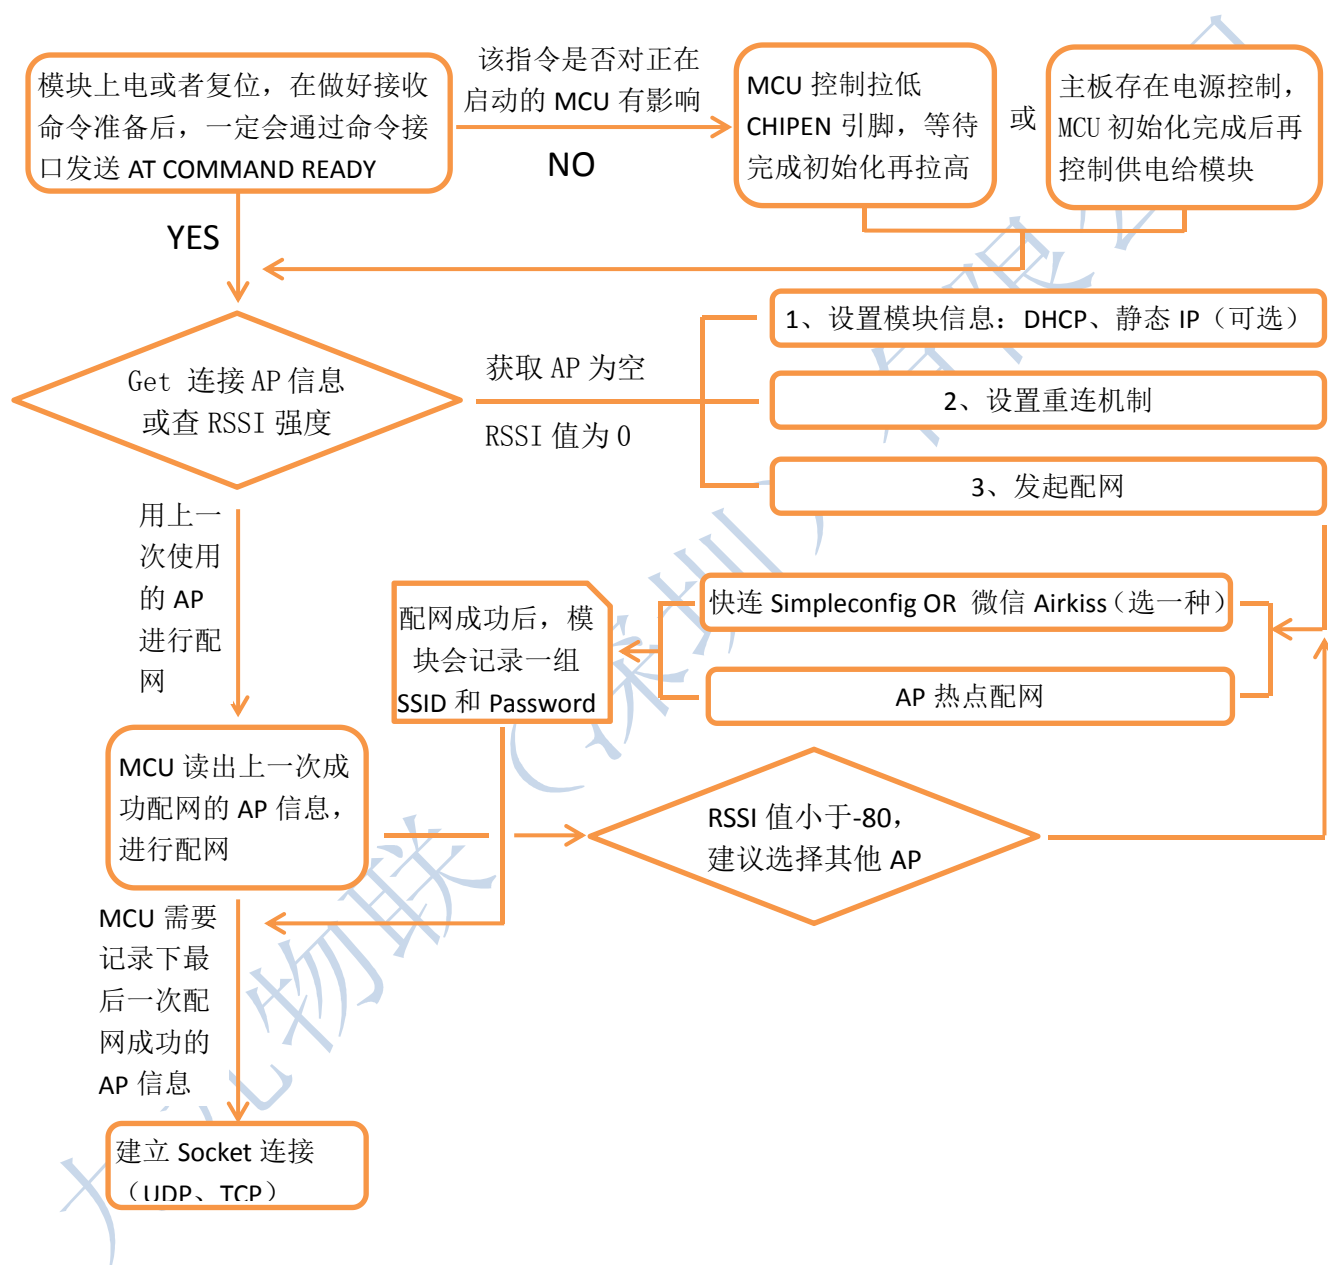 模块上电或者复位，在做好接收
命令准备后，一定会通过命令接
口发送 AT COMMAND READY
该指令是否对正在
启动的 MCU 有影响
NO
MCU 控制拉低
CHIPEN 引脚，等待
完成初始化再拉高
或
主板存在电源控制，
MCU 初始化完成后再
控制供电给模块
YES
Get 连接 AP 信息
或查 RSSI 强度
获取 AP 为空
RSSI 值为 0
1、设置模块信息：DHCP、静态 IP（可选）
2、设置重连机制
3、发起配网
用上一
次使用
的 AP
进行配
网
配网成功后，模
块会记录一组
SSID 和 Password
快连 Simpleconfig OR 微信 Airkiss（选一种）
AP 热点配网
MCU 读出上一次成
功配网的 AP 信息，
进行配网
RSSI 值小于-80，
建议选择其他 AP
MCU 需要
记录下最
后一次配
网成功的
AP 信息
建立 Socket 连接
（UDP、TCP）